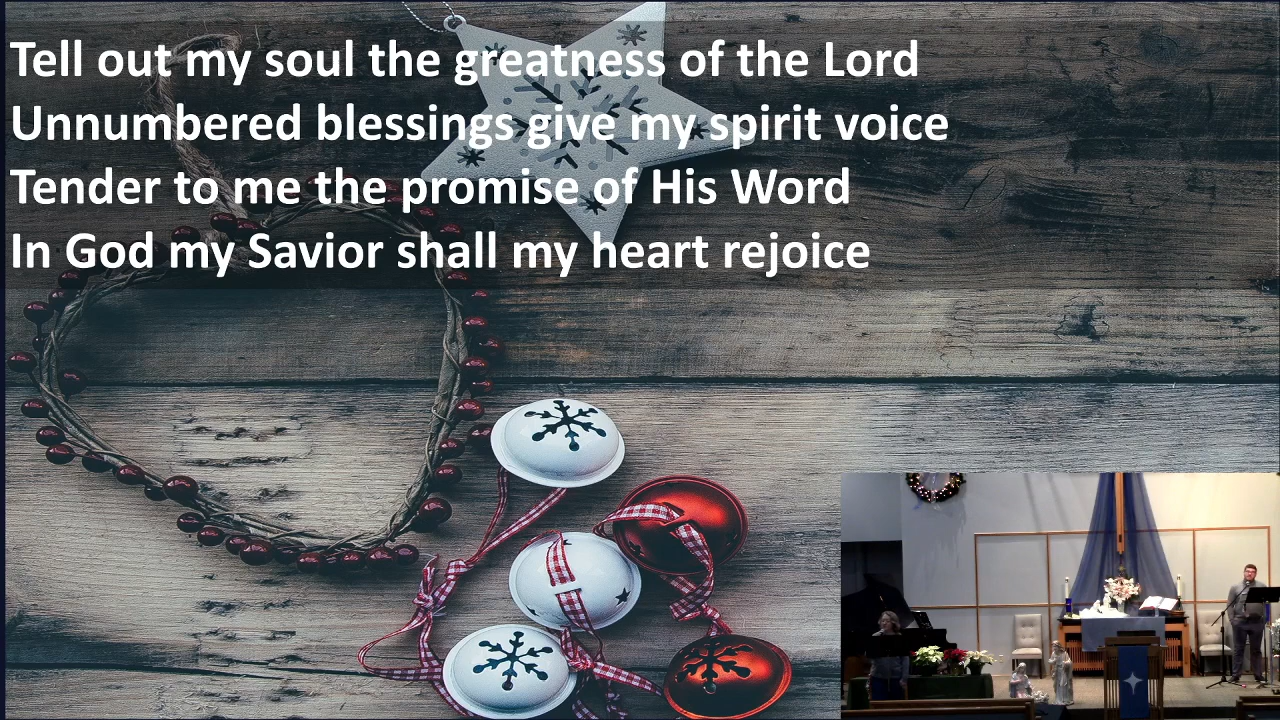 Tell out my soul the greatness of the Lord
Unnumbered blessings give my spirit voice
Tender to me the promise of His Word
In God my Savior shall my heart rejoice